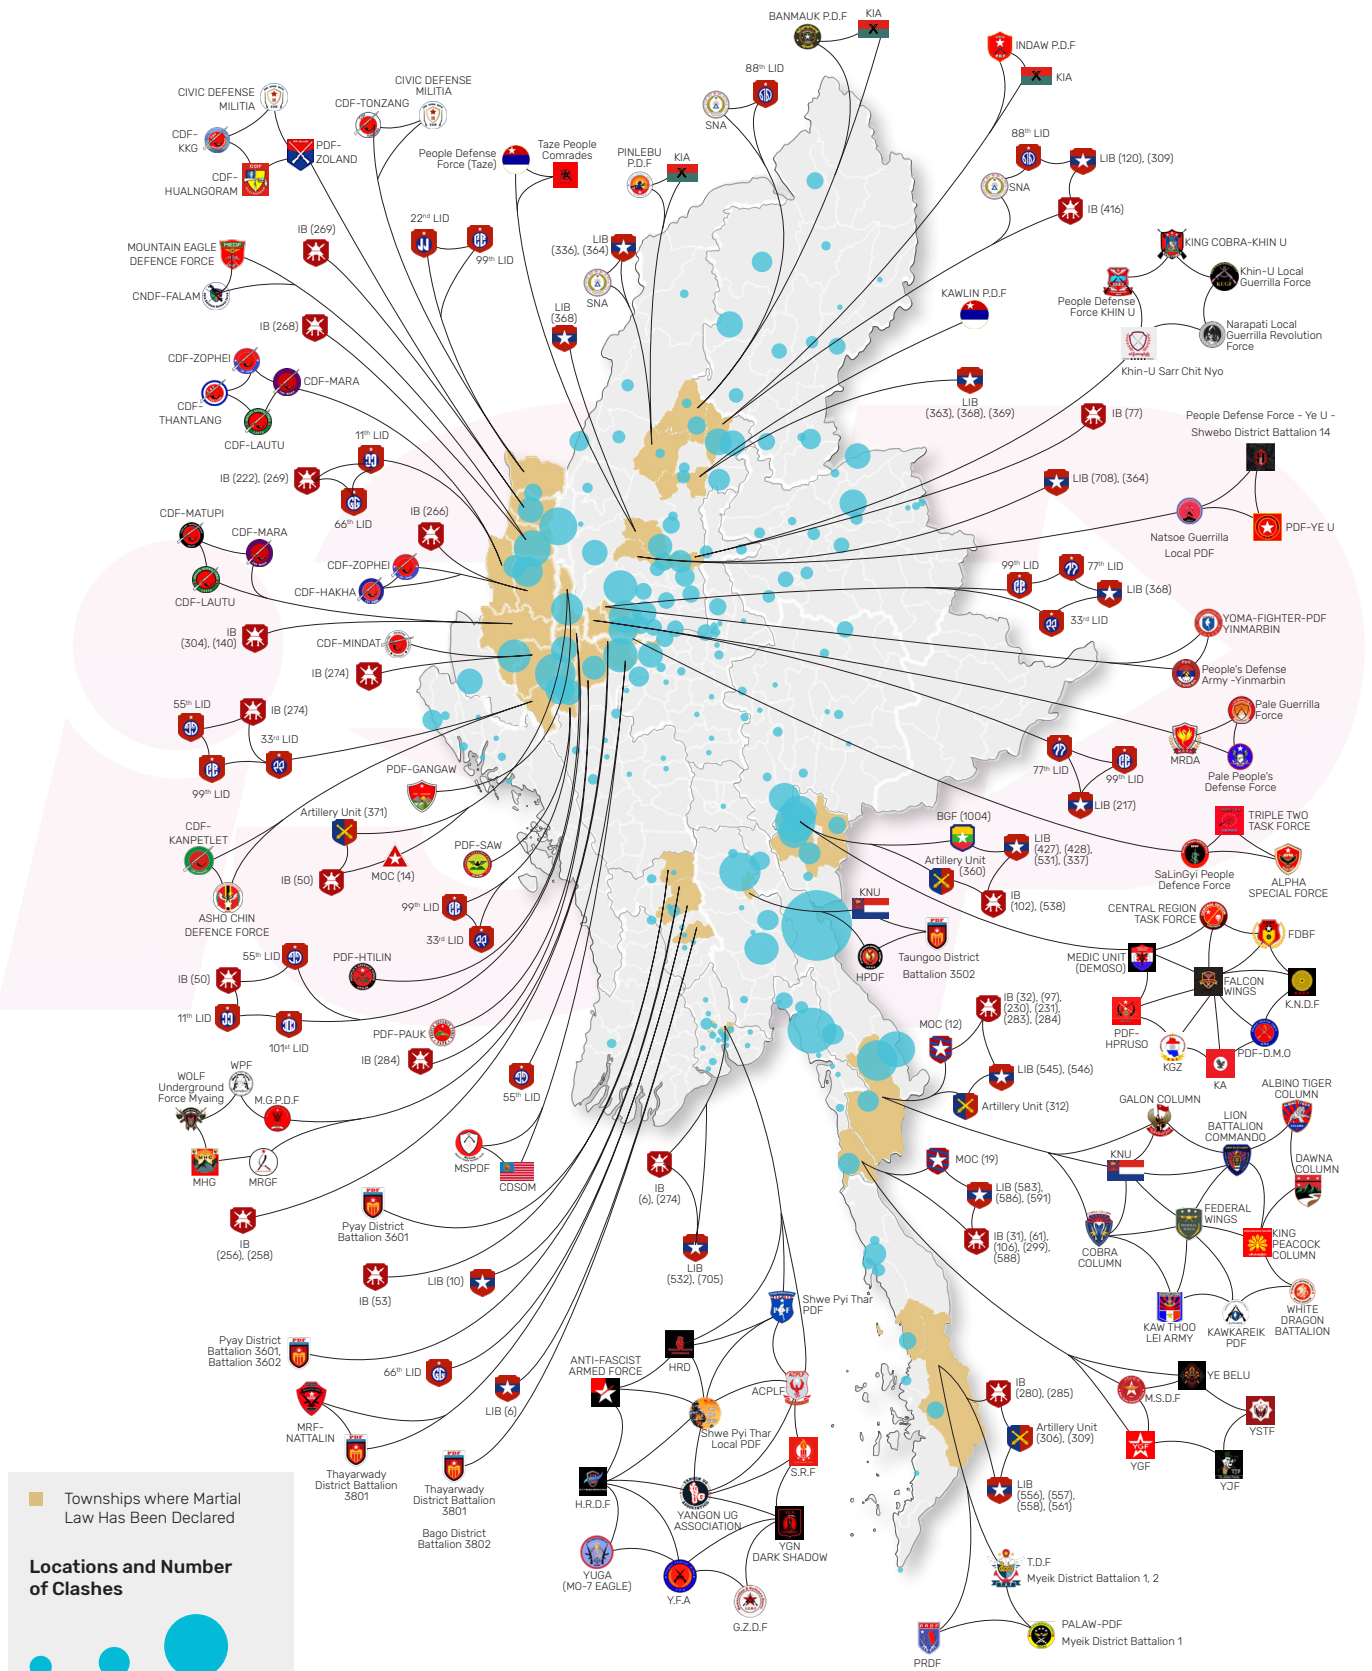 BANMAUK P.D.F
KIA
INDAW P.D.F
KIA
88th LID
SNA
CIVIC DEFENSE
MILITIA
CDF-TONZANG
CIVIC DEFENSE
MILITIA
CDF-
KKG
PDF-
ZOLAND
CDF-
HUALNGORAM
People Defense
Force (Taze)
Taze People
Comrades
PINLEBU
P.D.F
KIA
88th LID
LIB (120), (309)
SNA
IB (416)
22nd LID
99th LID
IB (269)
MOUNTAIN EAGLE
DEFENCE FORCE
CNDF-FALAM
LIB
(336), (364)
SNA
KING COBRA-KHIN U
Khin-U Local
Guerrilla Force
People Defense
Force KHIN U
Narapati Local
Guerrilla Revolution
Force
Khin-U Sarr Chit Nyo
KAWLIN P.D.F
LIB
(368)
IB (268)
CDF-ZOPHEI
CDF-MARA
CDF-
THANTLANG
CDF-LAUTU
LIB
(363), (368), (369)
IB (77)
People Defense Force - Ye U -
Shwebo District Battalion 14
11th LID
IB (222), (269)
66th LID
LIB (708), (364)
Natsoe Guerrilla
Local PDF
PDF-YE U
CDF-MATUPI
CDF-MARA
CDF-LAUTU
IB (266)
CDF-ZOPHEI
CDF-HAKHA
99th LID
77th LID
LIB (368)
33rd LID
IB
(304), (140)
CDF-MINDAT
IB (274)
YOMA-FIGHTER-PDF
YINMARBIN
People's Defense
Army -Yinmarbin
55th LID
IB (274)
33rd LID
99th LID
Pale Guerrilla
Force
MRDA
Pale People's
Defense Force
77th LID
99th LID
LIB (217)
PDF-GANGAW
Artillery Unit (371)
CDF-
KANPETLET
IB (50)
MOC (14)
PDF-SAW
ASHO CHIN
DEFENCE FORCE
99th LID
33rd LID
BGF (1004)
LIB
(427), (428),
(531), (337)
Artillery Unit
(360)
IB
(102), (538)
TRIPLE TWO
TASK FORCE
SaLinGyi People
Defense Force
ALPHA
SPECIAL FORCE
KNU
HPDF
Taungoo District
Battalion 3502
CENTRAL REGION
TASK FORCE
FDBF
MEDIC UNIT
(DEMOSO)
FALCON
WINGS
K.N.D.F
PDF-
HPRUSO
KGZ
KA
PDF-D.M.O
55th LID
IB (50)
11th LID
101st LID
PDF-HTILIN
PDF-PAUK
IB (284)
55th LID
MOC (12)
IB (32), (97),
(230), (231),
(283), (284)
LIB (545), (546)
Artillery Unit (312)
WPF
WOLF
Underground
Force Myaing
M.G.P.D.F
MHG
MRGF
MSPDF
CDSOM
IB
(256), (258)
Pyay District
Battalion 3601
IB (53)
LIB (10)
IB
(6), (274)
LIB
(532), (705)
MOC (19)
LIB (583),
(586), (591)
IB (31), (61),
(106), (299),
(588)
GALON COLUMN
ALBINO TIGER
COLUMN
LION
BATTALION
COMMANDO
KNU
DAWNA
COLUMN
FEDERAL
WINGS
COBRA
COLUMN
KING
PEACOCK
COLUMN
KAW THOO
LEI ARMY
KAWKAREIK
PDF
WHITE
DRAGON
BATTALION
Pyay District
Battalion 3601,
Battalion 3602
66th LID
LIB (6)
MRF-
NATTALIN
Thayarwady
District Battalion
3801
Thayarwady
District Battalion
3801
Bago District
Battalion 3802
Shwe Pyi Thar
PDF
HRD
ANTI-FASCIST
ARMED FORCE
ACPLF
Shwe Pyi Thar
Local PDF
S.R.F
H.R.D.F
YANGON UG
ASSOCIATION
YGN
DARK SHADOW
YUGA
(MO-7 EAGLE)
Y.F.A
G.Z.D.F
IB
(280), (285)
Artillery Unit
(306), (309)
LIB
(556), (557),
(558), (561)
M.S.D.F
YE BELU
YSTF
YGF
YJF
T.D.F
Myeik District Battalion 1, 2
PALAW-PDF
Myeik District Battalion 1
PRDF
Townships where Martial
Law Has Been Declared
Locations and Number
of Clashes